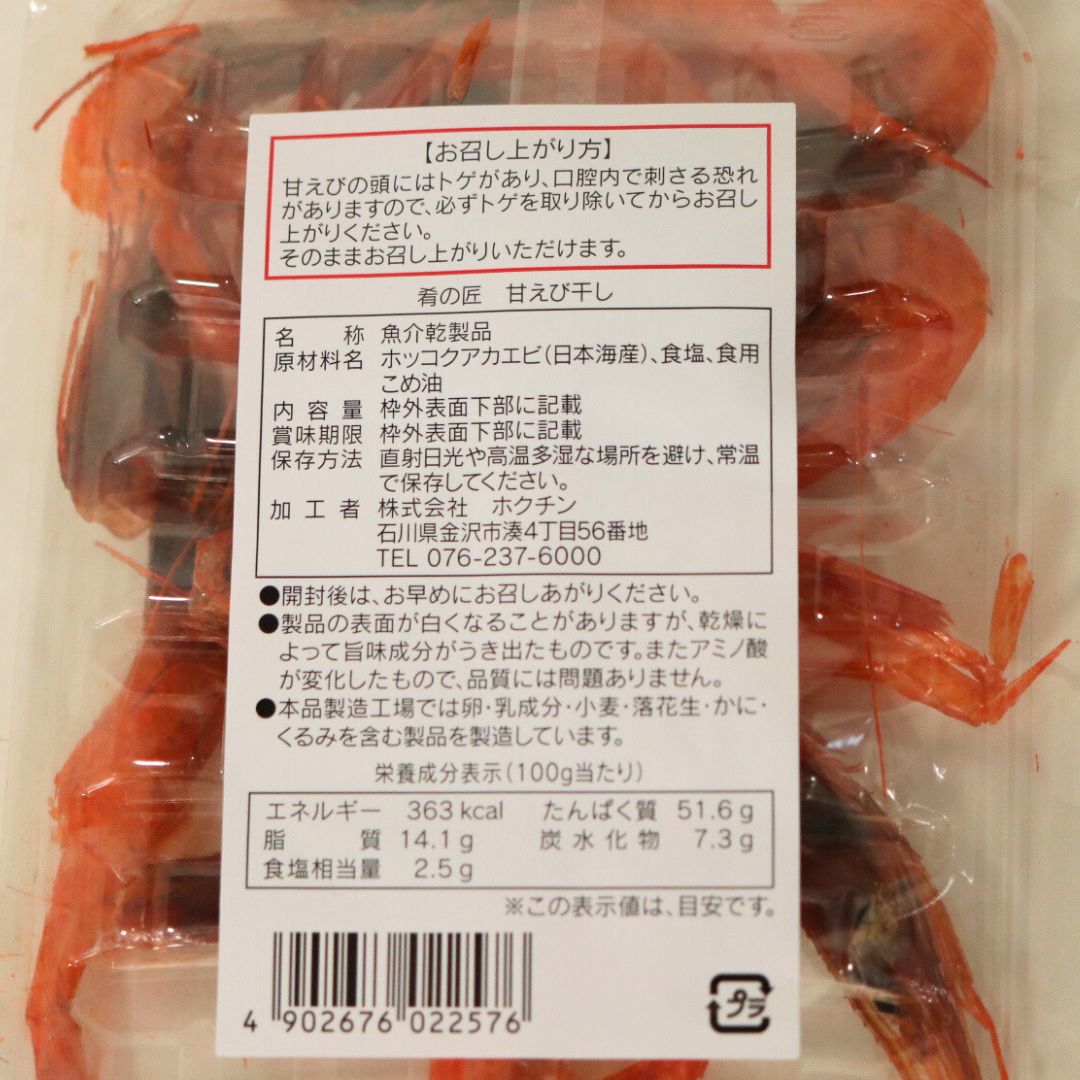 【お召し上がり方】
甘えびの頭にはトゲがあり、口腔内で刺さる恐れ
がありますので、必ずトゲを取り除いてからお召し
上がりください。
そのままお召し上がりいただけます。
肴の匠　甘えび干し
名称 魚介乾製品
原材料名 ホッコクアカエビ(日本海産)、食塩、食用
こめ油
内容量 枠外表面下部に記載
賞味期限 枠外表面下部に記載
保存方法 直射日光や高温多湿な場所を避け、常温
で保存してください。
加工者 株式会社　ホクチン
石川県金沢市湊4丁目56番地
TEL 076-237-6000
●開封後は、お早めにお召しあがりください。
●製品の表面が白くなることがありますが、乾燥に
よって旨味成分がうき出たものです。またアミノ酸
が変化したもので、品質には問題ありません。
●本品製造工場では卵・乳成分・小麦・落花生・かに・
くるみを含む製品を製造しています。
栄養成分表示(100g当たり)
エネルギー 363kcal たんぱく質 51.6g
脂質 14.1g 炭水化物 7.3g
食塩相当量 2.5g
※この表示値は、目安です。
4 902676 022576
プラ